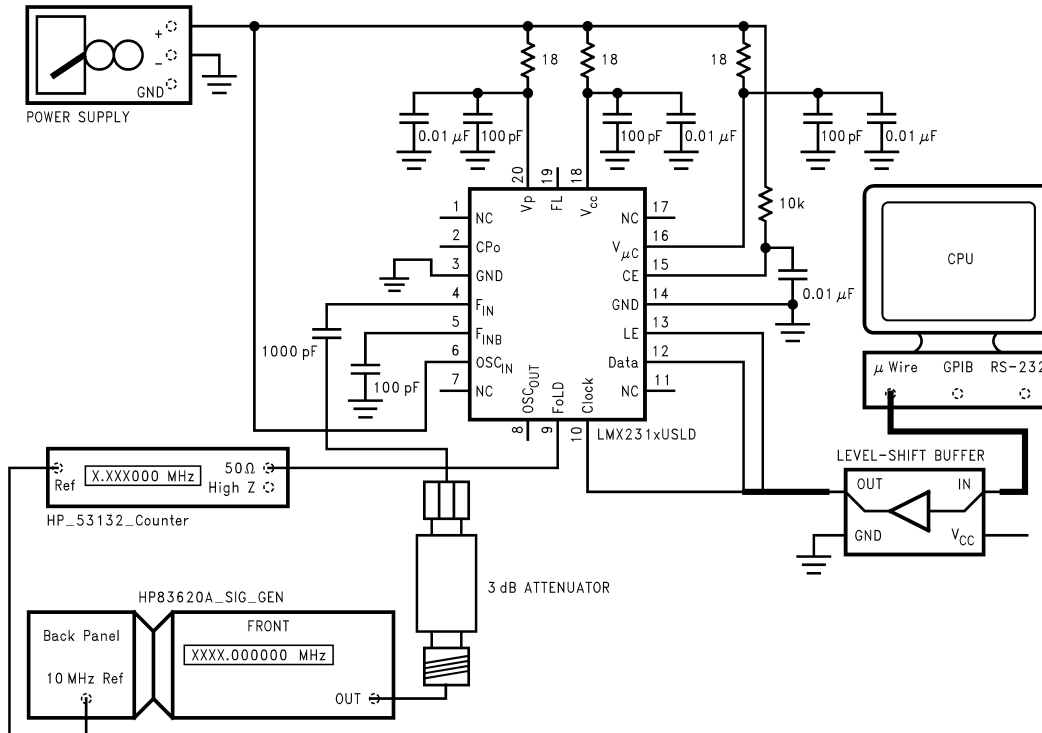 +
-
GND
POWER SUPPLY
18
18
18
0.01 µF
100 pF
100 pF
0.01 µF
100 pF
0.01 µF
20
19
18
Vp
FL
Vcc
1
NC
2
CPo
3
GND
4
FIN
5
FINB
6
OSCIN
7
NC
17
NC
16
VµC
15
CE
14
GND
13
LE
12
Data
11
NC
OSCOUT
FoLD
Clock
8
9
10
LMX231xUSLD
10k
0.01 µF
1000 pF
100 pF
CPU
µ Wire
GPIB
RS-232
LEVEL-SHIFT BUFFER
OUT
IN
GND
VCC
Ref
X.XXX000 MHz
50Ω
High Z
HP_53132_Counter
3 dB ATTENUATOR
HP83620A_SIG_GEN
Back Panel
10 MHz Ref
FRONT
XXXX.000000 MHz
OUT